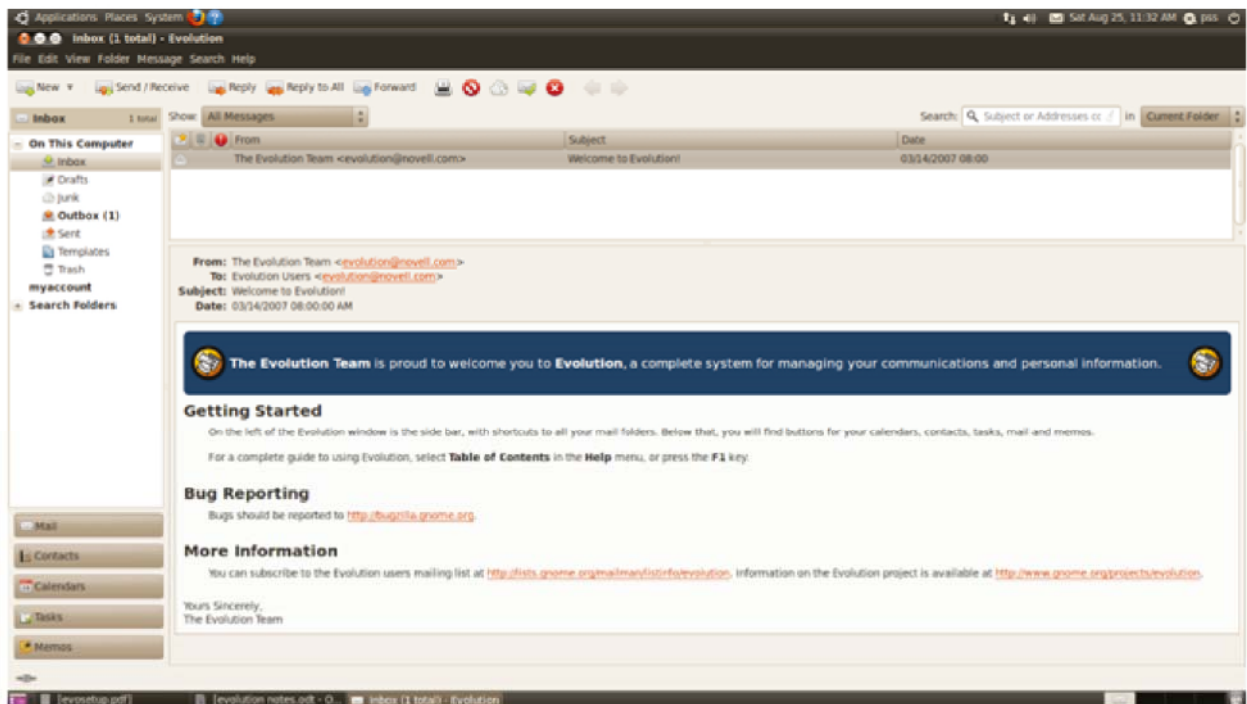 Applications Places System Sat Aug 25, 11:32 AM pss
Inbox (1 total) - Evolution
File Edit View Folder Message Search Help
New Send / Receive Reply Reply to All Forward
Inbox 1 total Show: All Messages Search: Subject or Addresses cc in Current Folder
On This Computer
Inbox
Drafts
Junk
Outbox (1)
Sent
Templates
Trash
myaccount
Search Folders
Mail
Contacts
Calendars
Tasks
Memos
From Subject Date
The Evolution Team <evolution@novell.com> Welcome to Evolution! 03/14/2007 08:00
From: The Evolution Team <evolution@novell.com>
To: Evolution Users <evolution@novell.com>
Subject: Welcome to Evolution!
Date: 03/14/2007 08:00:00 AM
The Evolution Team is proud to welcome you to Evolution, a complete system for managing your communications and personal information.
Getting Started
On the left of the Evolution window is the side bar, with shortcuts to all your mail folders. Below that, you will find buttons for your calendars, contacts, tasks, mail and memos.
For a complete guide to using Evolution, select Table of Contents in the Help menu, or press the F1 key.
Bug Reporting
Bugs should be reported to http://bugzilla.gnome.org.
More Information
You can subscribe to the Evolution users mailing list at http://lists.gnome.org/mailman/listinfo/evolution. Information on the Evolution project is available at http://www.gnome.org/projects/evolution.
Yours Sincerely,
The Evolution Team
[evosetup.pdf] [evolution notes.odt - O... Inbox (1 total) - Evolution